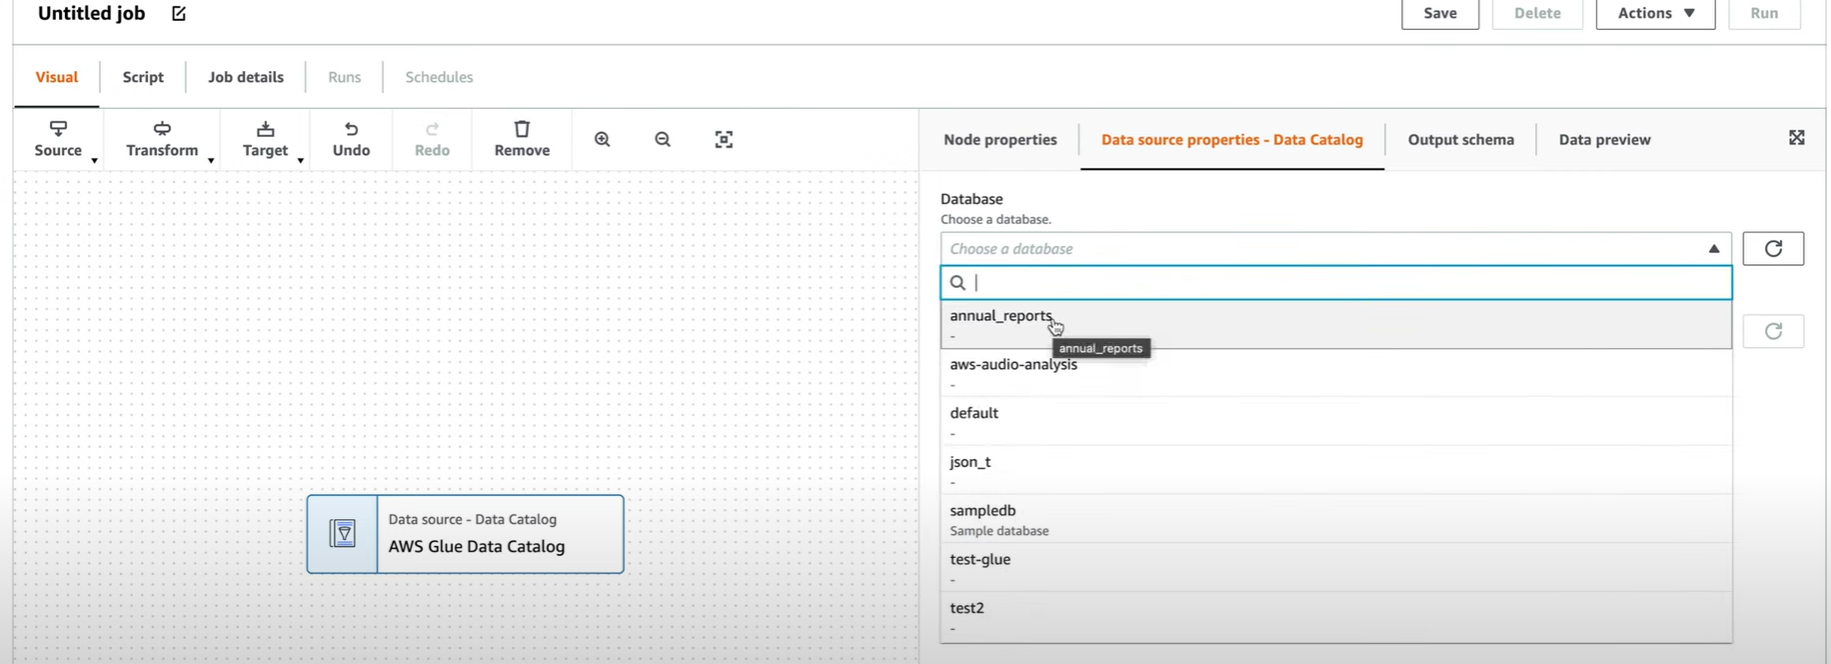 Untitled job
Save
Delete
Actions
Run
Visual
Script
Job details
Runs
Schedules
Source
Transform
Target
Undo
Redo
Remove
Node properties
Data source properties - Data Catalog
Output schema
Data preview
Database
Choose a database.
Choose a database
annual_reports
-
annual_reports
aws-audio-analysis
-
default
-
json_t
-
sampledb
Sample database
test-glue
-
test2
-
Data source - Data Catalog
AWS Glue Data Catalog